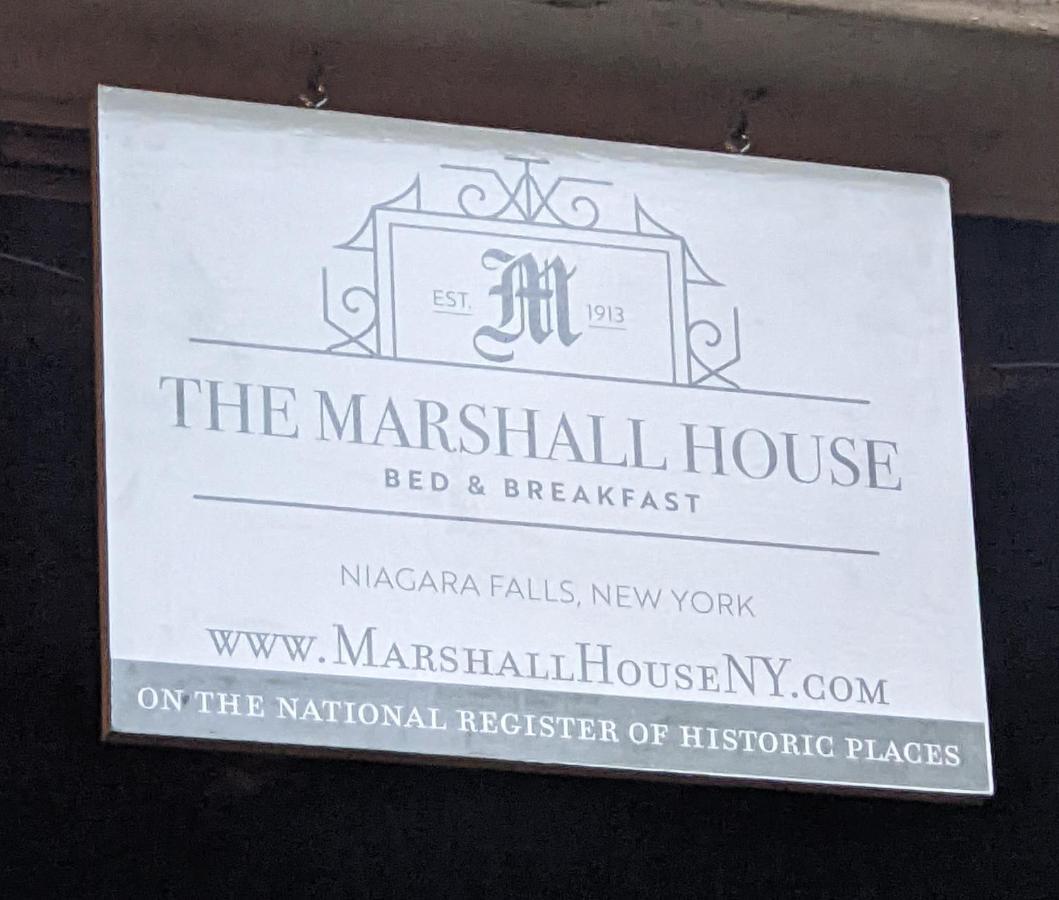 EST. M 1913
THE MARSHALL HOUSE
BED & BREAKFAST
NIAGARA FALLS, NEW YORK
www.MarshallHouseNY.com
ON THE NATIONAL REGISTER OF HISTORIC PLACES